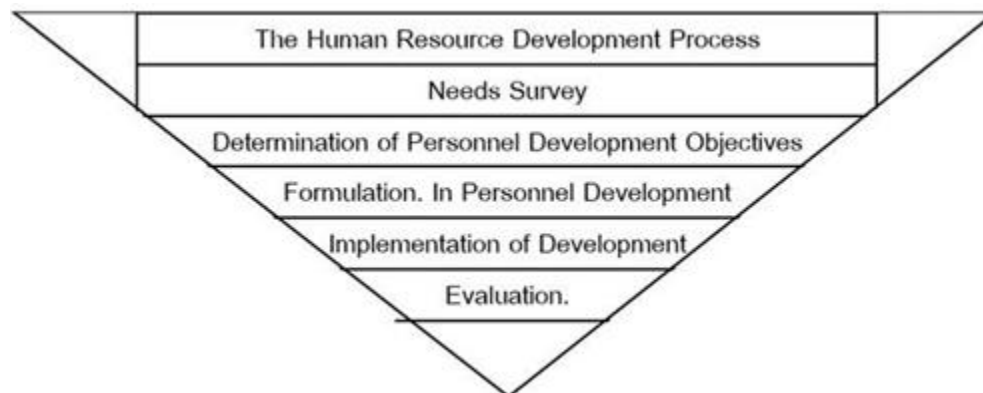 The Human Resource Development Process
Needs Survey
Determination of Personnel Development Objectives
Formulation. In Personnel Development
Implementation of Development
Evaluation.